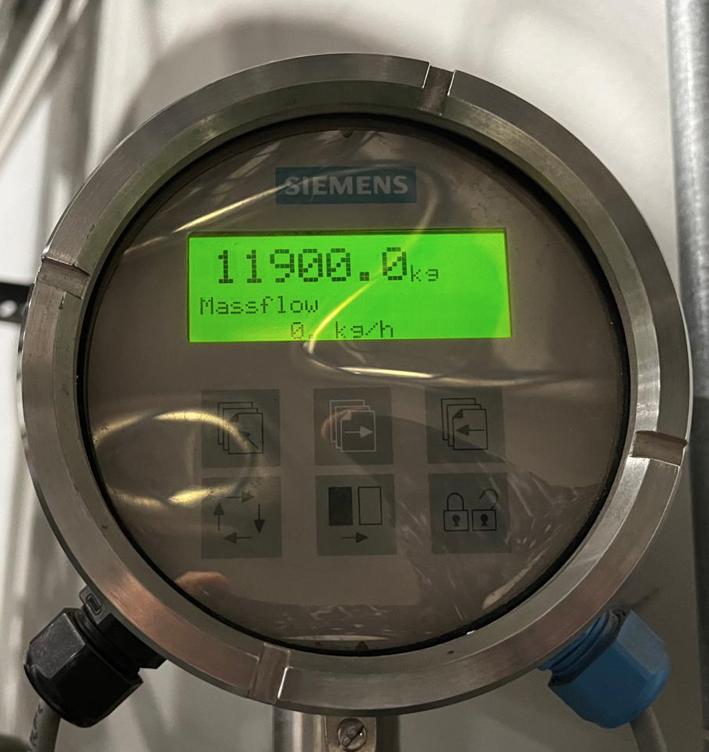 SIEMENS
11900.0kg
Massflow
0. kg/h